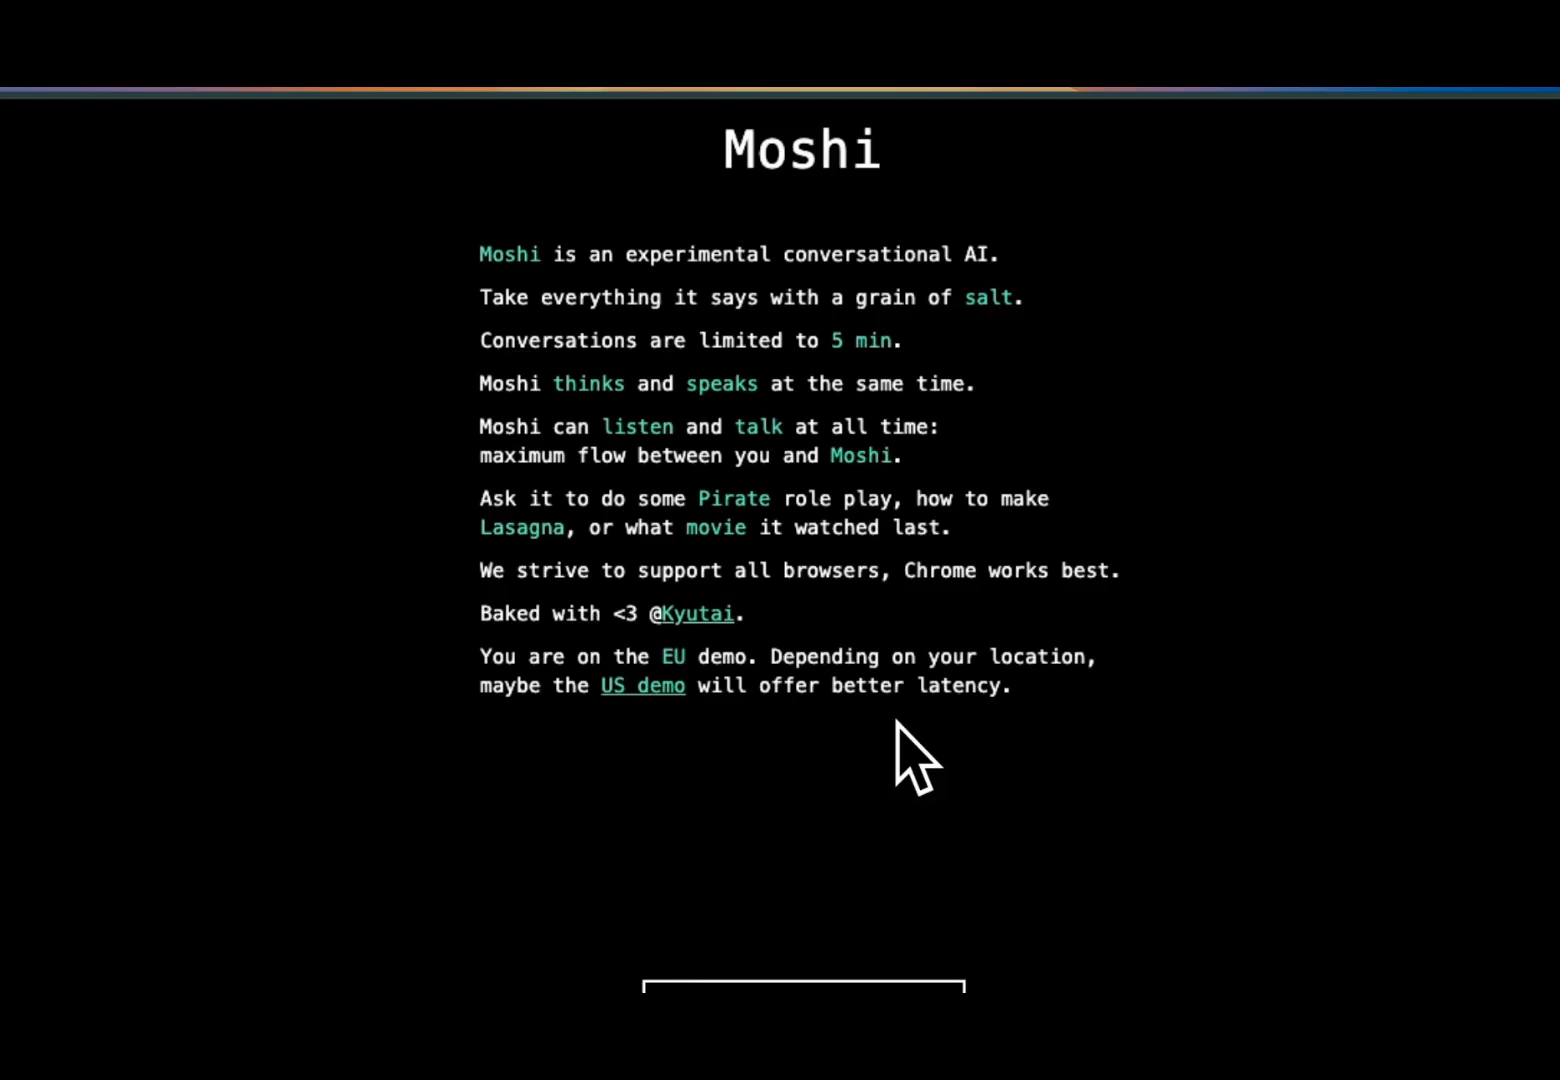 Moshi
Moshi is an experimental conversational AI.
Take everything it says with a grain of salt.
Conversations are limited to 5 min.
Moshi thinks and speaks at the same time.
Moshi can listen and talk at all time:
maximum flow between you and Moshi.
Ask it to do some Pirate role play, how to make
Lasagna, or what movie it watched last.
We strive to support all browsers, Chrome works best.
Baked with <3 @Kyutai.
You are on the EU demo. Depending on your location,
maybe the US demo will offer better latency.